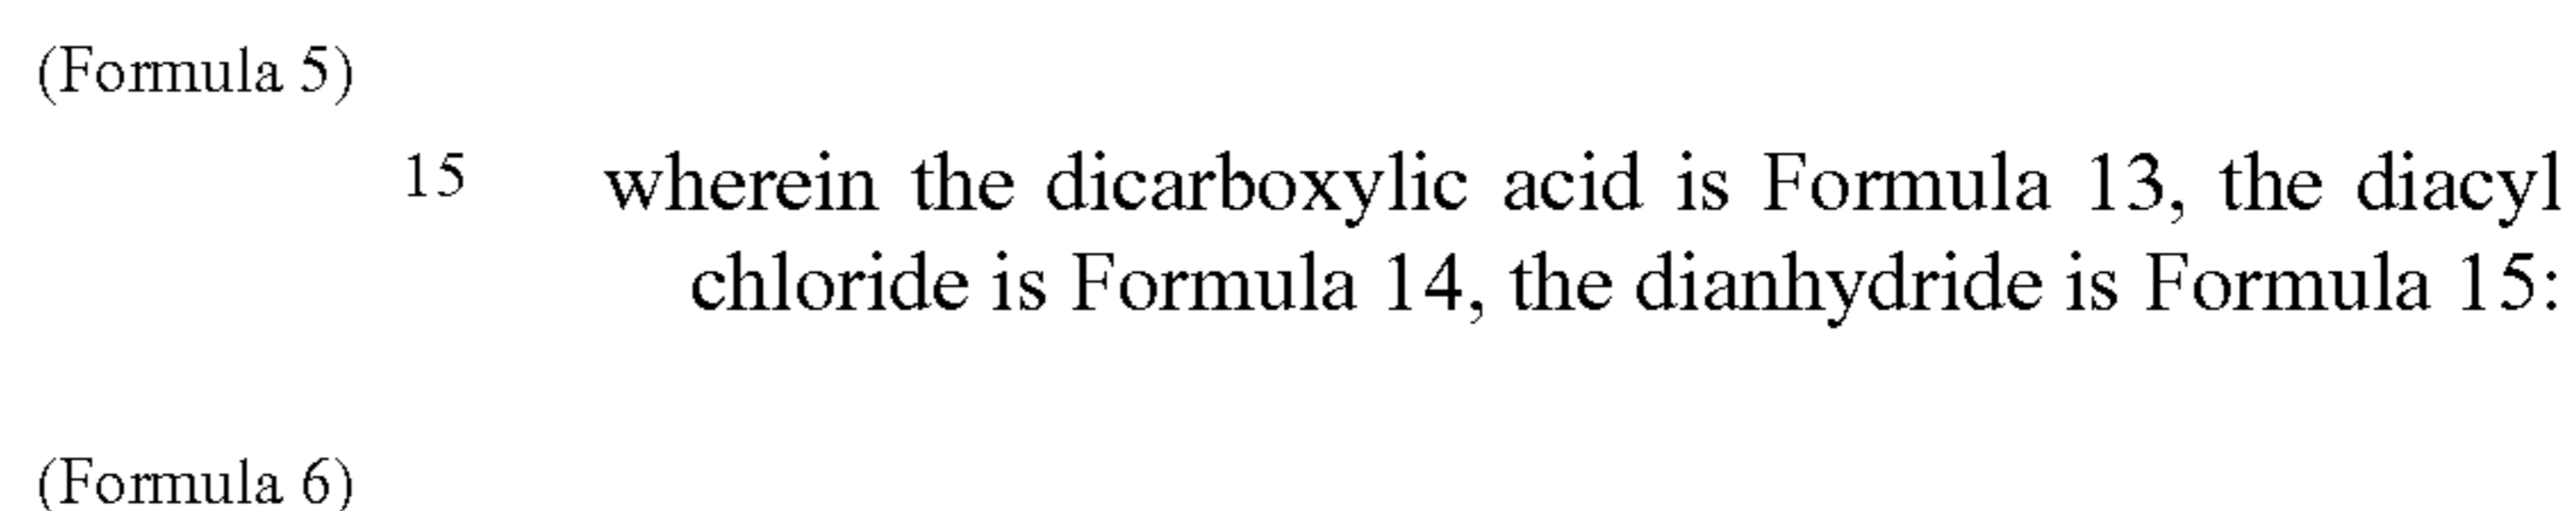 (Formula 5)
15 wherein the dicarboxylic acid is Formula 13, the diacyl
chloride is Formula 14, the dianhydride is Formula 15:
(Formula 6)